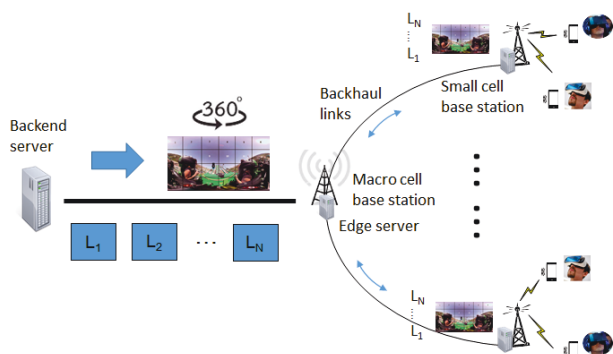 Backend
server
360°
L1
L2
...
LN
Backhaul
links
Macro cell
base station
Edge server
LN
L1
Small cell
base station
LN
L1